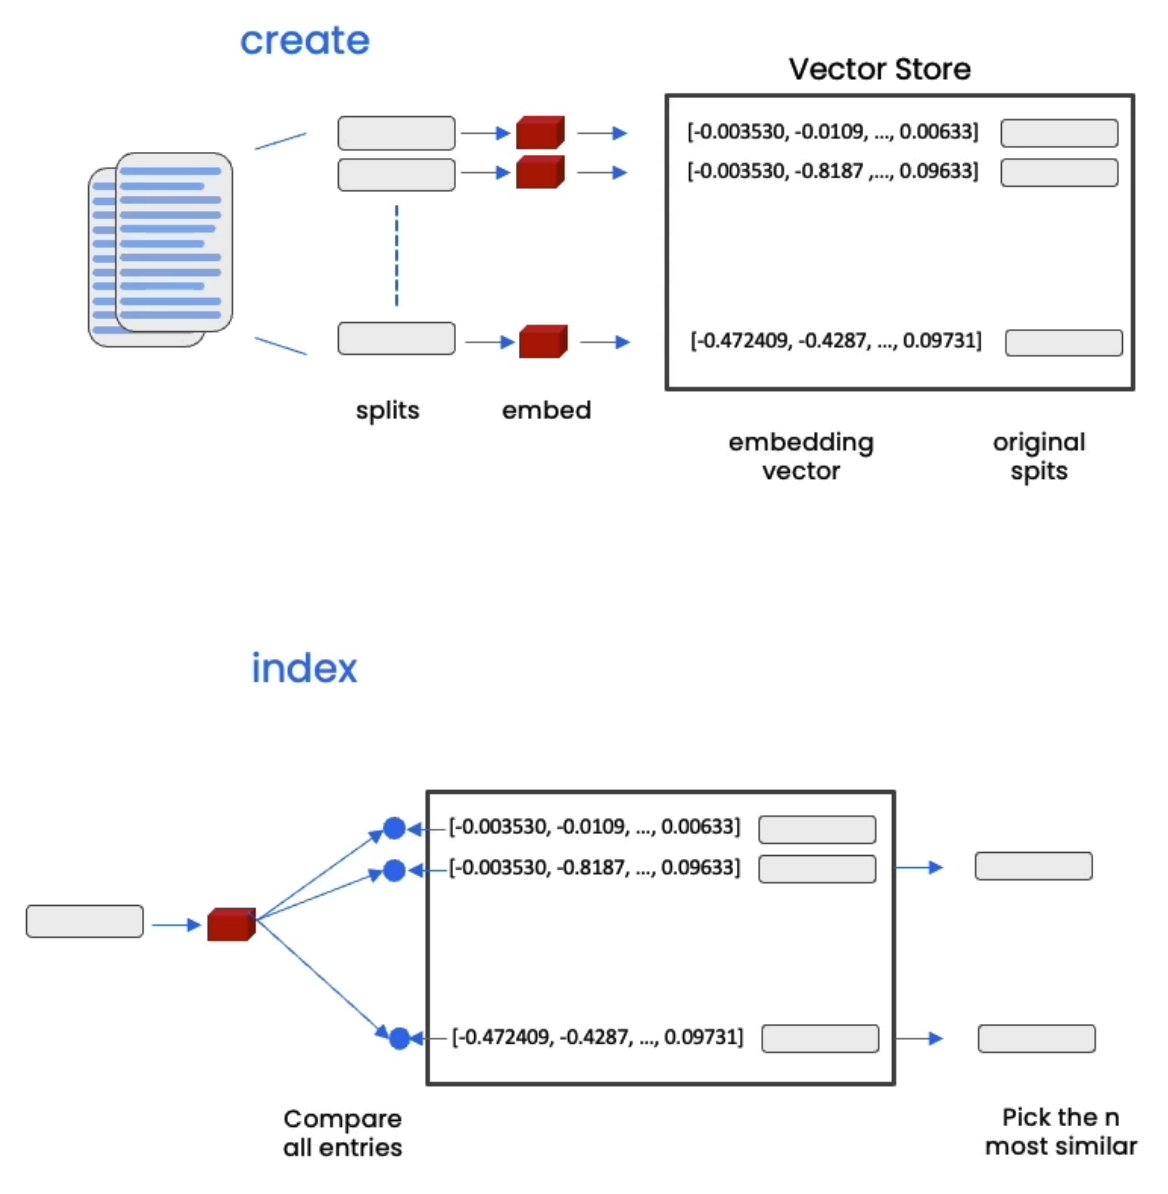 create
Vector Store
[-0.003530, -0.0109, ..., 0.00633]
[-0.003530, -0.8187 ,..., 0.09633]
[-0.472409, -0.4287, ..., 0.09731]
splits
embed
embedding
vector
original
spits
index
[-0.003530, -0.0109, ..., 0.00633]
[-0.003530, -0.8187, ..., 0.09633]
[-0.472409, -0.4287, ..., 0.09731]
Compare
all entries
Pick the n
most similar